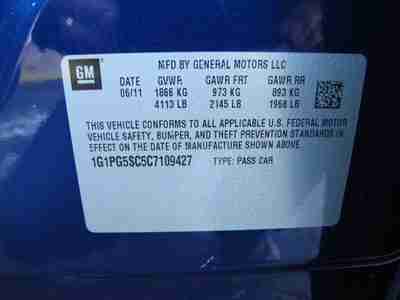 GM
MFD BY GENERAL MOTORS LLC
DATE GVWR GAWR FRT GAWR RR
06/11 1866 KG 973 KG 893 KG
4113 LB 2145 LB 1968 LB
THIS VEHICLE CONFORMS TO ALL APPLICABLE U.S. FEDERAL MOTOR
VEHICLE SAFETY, BUMPER, AND THEFT PREVENTION STANDARDS IN
EFFECT ON THE DATE OF MANUFACTURE SHOWN ABOVE.
1G1PG5SC5C7109427 TYPE: PASS CAR